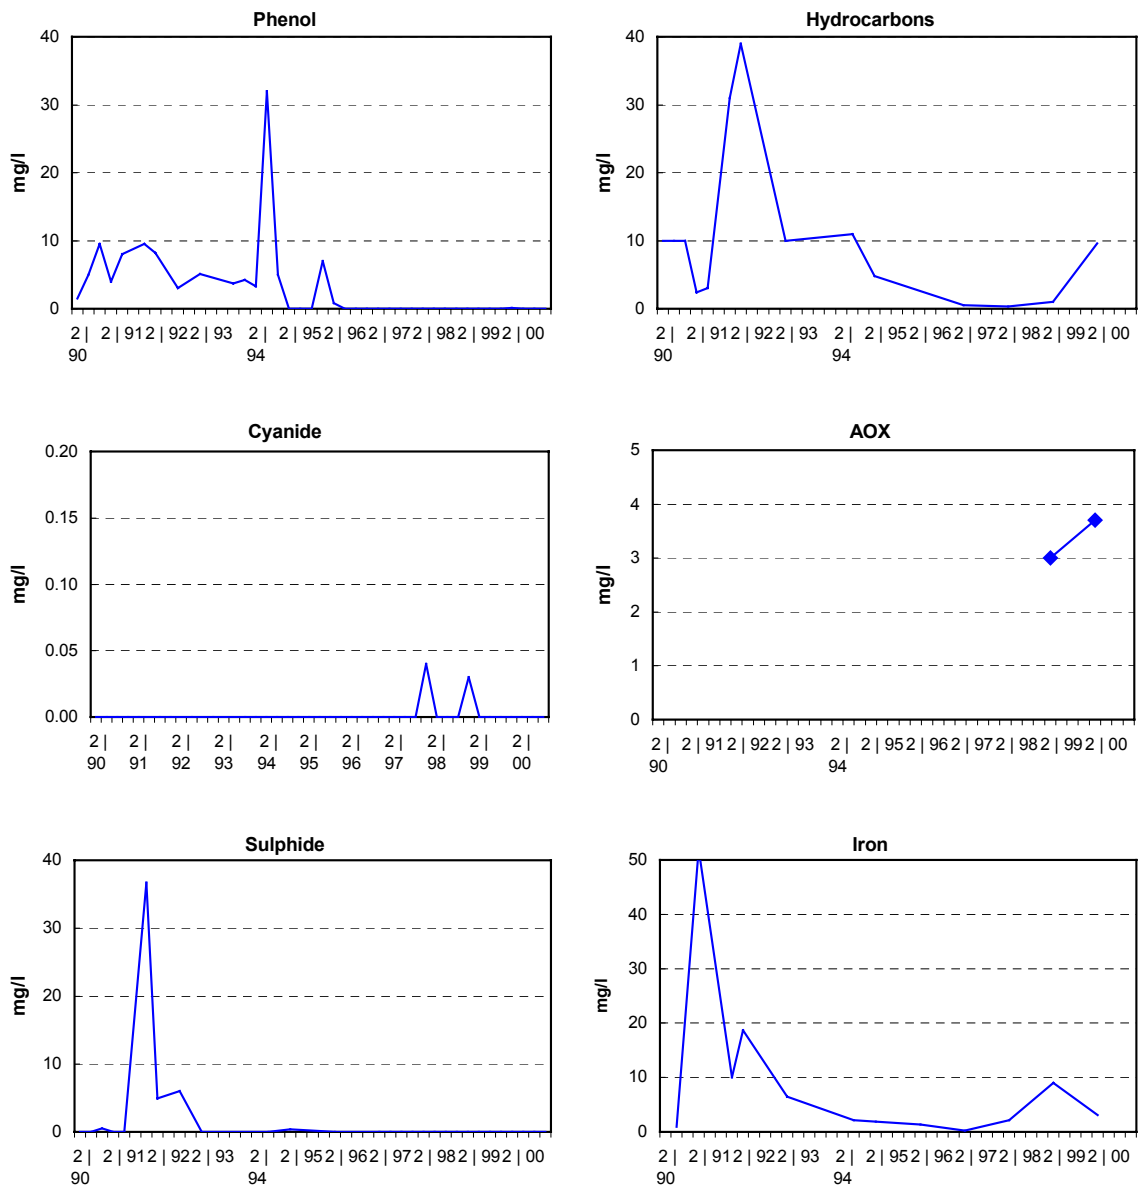 Phenol
40
30
20
10
0
mg/l
2 | 2 | 91 2 | 92 2 | 93 2 | 2 | 95 2 | 96 2 | 97 2 | 98 2 | 99 2 | 00
90 94
Hydrocarbons
40
30
20
10
0
mg/l
2 | 2 | 91 2 | 92 2 | 93 2 | 2 | 95 2 | 96 2 | 97 2 | 98 2 | 99 2 | 00
90 94
Cyanide
0.20
0.15
0.10
0.05
0.00
mg/l
2 | 2 | 2 | 2 | 2 | 2 | 2 | 2 | 2 | 2 | 2 |
90 91 92 93 94 95 96 97 98 99 00
AOX
5
4
3
2
1
0
mg/l
2 | 2 | 91 2 | 92 2 | 93 2 | 2 | 95 2 | 96 2 | 97 2 | 98 2 | 99 2 | 00
90 94
Sulphide
40
30
20
10
0
mg/l
2 | 2 | 91 2 | 92 2 | 93 2 | 2 | 95 2 | 96 2 | 97 2 | 98 2 | 99 2 | 00
90 94
Iron
50
40
30
20
10
0
mg/l
2 | 2 | 91 2 | 92 2 | 93 2 | 2 | 95 2 | 96 2 | 97 2 | 98 2 | 99 2 | 00
90 94